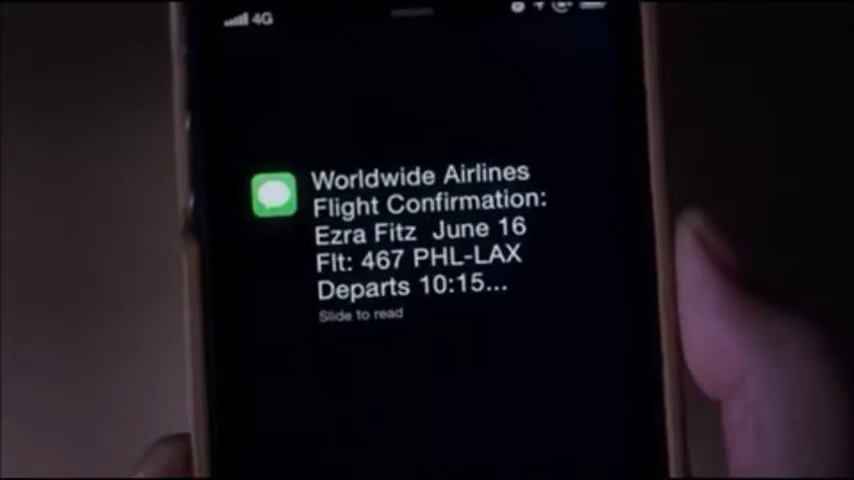 4G
Worldwide Airlines
Flight Confirmation:
Ezra Fitz June 16
Flt: 467 PHL-LAX
Departs 10:15...
Slide to read